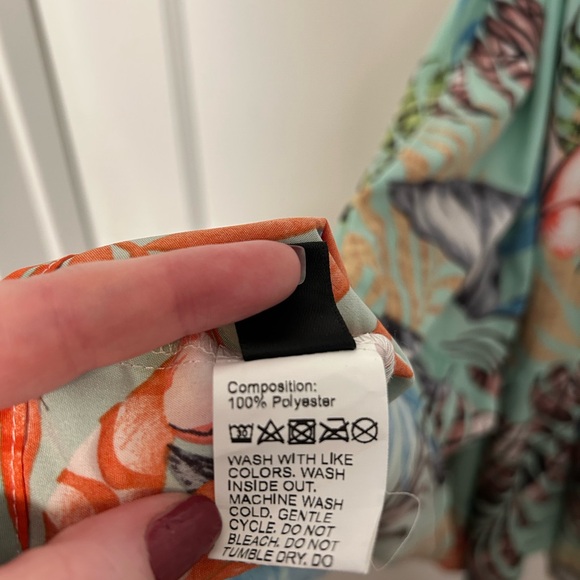 Composition:
100% Polyester
WASH WITH LIKE
COLORS. WASH
INSIDE OUT.
MACHINE WASH
COLD. GENTLE
CYCLE. DO NOT
BLEACH. DO NOT
TUMBLE DRY. DO